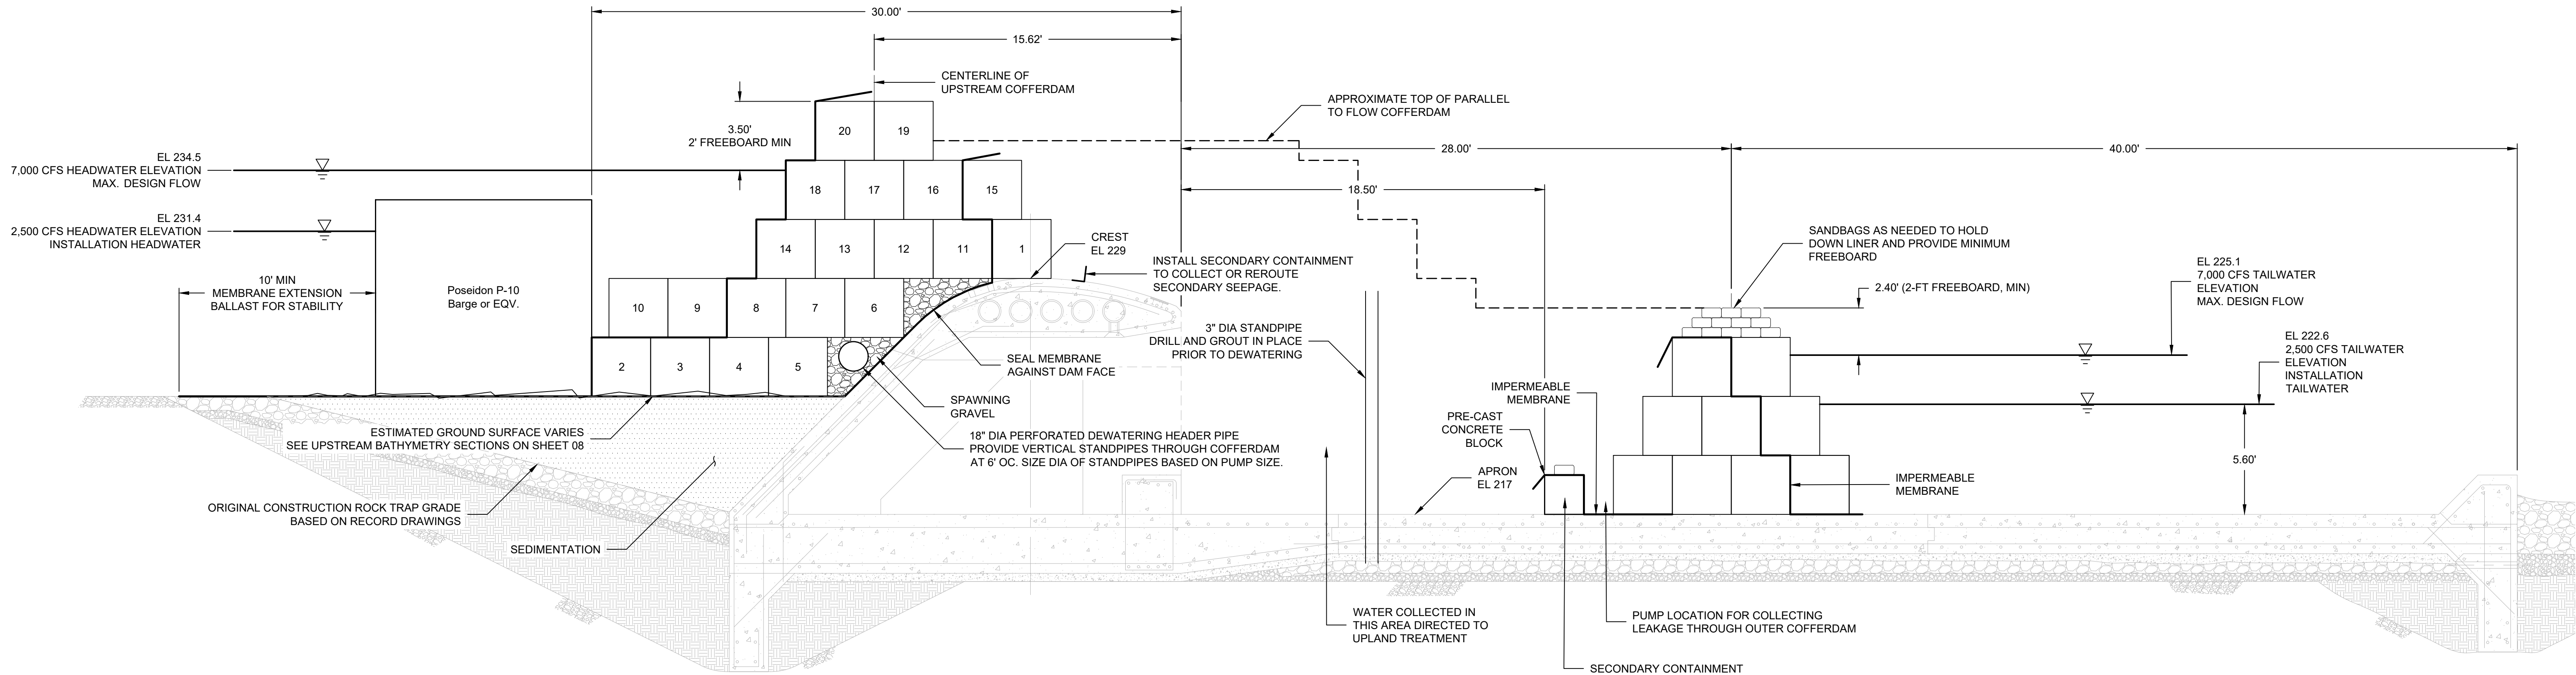 30.00'
15.62'
CENTERLINE OF
UPSTREAM COFFERDAM
APPROXIMATE TOP OF PARALLEL
TO FLOW COFFERDAM
3.50'
2' FREEBOARD MIN
20
19
28.00'
40.00'
EL 234.5
7,000 CFS HEADWATER ELEVATION
MAX. DESIGN FLOW
18
17
16
15
18.50'
EL 231.4
2,500 CFS HEADWATER ELEVATION
INSTALLATION HEADWATER
14
13
12
11
1
CREST
EL 229
INSTALL SECONDARY CONTAINMENT
TO COLLECT OR REROUTE
SECONDARY SEEPAGE.
SANDBAGS AS NEEDED TO HOLD
DOWN LINER AND PROVIDE MINIMUM
FREEBOARD
EL 225.1
7,000 CFS TAILWATER
ELEVATION
MAX. DESIGN FLOW
10' MIN
MEMBRANE EXTENSION
BALLAST FOR STABILITY
Poseidon P-10
Barge or EQV.
10
9
8
7
6
2.40' (2-FT FREEBOARD, MIN)
3" DIA STANDPIPE
DRILL AND GROUT IN PLACE
PRIOR TO DEWATERING
EL 222.6
2,500 CFS TAILWATER
ELEVATION
INSTALLATION
TAILWATER
2
3
4
5
SEAL MEMBRANE
AGAINST DAM FACE
IMPERMEABLE
MEMBRANE
SPAWNING
GRAVEL
PRE-CAST
CONCRETE
BLOCK
ESTIMATED GROUND SURFACE VARIES
SEE UPSTREAM BATHYMETRY SECTIONS ON SHEET 08
18" DIA PERFORATED DEWATERING HEADER PIPE
PROVIDE VERTICAL STANDPIPES THROUGH COFFERDAM
AT 6' OC. SIZE DIA OF STANDPIPES BASED ON PUMP SIZE.
5.60'
APRON
EL 217
IMPERMEABLE
MEMBRANE
ORIGINAL CONSTRUCTION ROCK TRAP GRADE
BASED ON RECORD DRAWINGS
SEDIMENTATION
WATER COLLECTED IN
THIS AREA DIRECTED TO
UPLAND TREATMENT
PUMP LOCATION FOR COLLECTING
LEAKAGE THROUGH OUTER COFFERDAM
SECONDARY CONTAINMENT